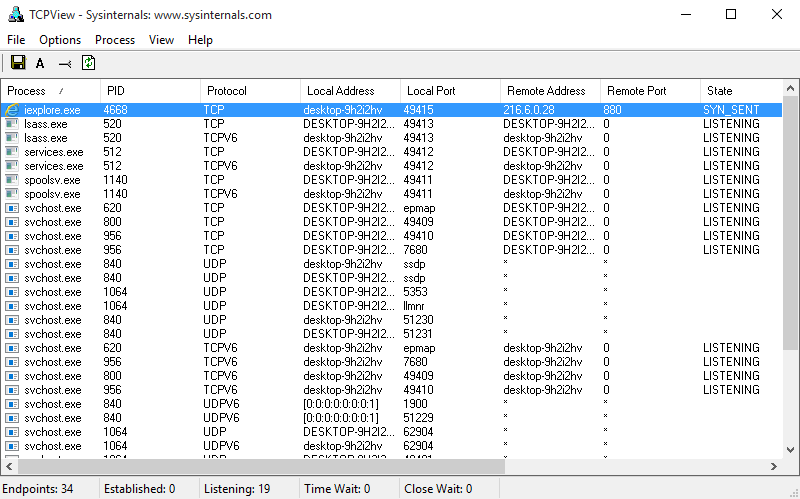 TCPView - Sysinternals: www.sysinternals.com
File Options Process View Help
A
Process / PID Protocol Local Address Local Port Remote Address Remote Port State
iexplore.exe 4668 TCP desktop-9h2i2hv 49415 216.6.0.28 880 SYN_SENT
lsass.exe 520 TCP DESKTOP-9H2I2... 49413 DESKTOP-9H2I2... 0 LISTENING
lsass.exe 520 TCPV6 desktop-9h2i2hv 49413 desktop-9h2i2hv 0 LISTENING
services.exe 512 TCP DESKTOP-9H2I2... 49412 DESKTOP-9H2I2... 0 LISTENING
services.exe 512 TCPV6 desktop-9h2i2hv 49412 desktop-9h2i2hv 0 LISTENING
spoolsv.exe 1140 TCP DESKTOP-9H2I2... 49411 DESKTOP-9H2I2... 0 LISTENING
spoolsv.exe 1140 TCPV6 desktop-9h2i2hv 49411 desktop-9h2i2hv 0 LISTENING
svchost.exe 620 TCP DESKTOP-9H2I2... epmap DESKTOP-9H2I2... 0 LISTENING
svchost.exe 800 TCP DESKTOP-9H2I2... 49409 DESKTOP-9H2I2... 0 LISTENING
svchost.exe 956 TCP DESKTOP-9H2I2... 49410 DESKTOP-9H2I2... 0 LISTENING
svchost.exe 956 TCP DESKTOP-9H2I2... 7680 DESKTOP-9H2I2... 0 LISTENING
svchost.exe 840 UDP desktop-9h2i2hv ssdp * *
svchost.exe 840 UDP DESKTOP-9H2I2... ssdp * *
svchost.exe 1064 UDP DESKTOP-9H2I2... 5353 * *
svchost.exe 1064 UDP DESKTOP-9H2I2... llmnr * *
svchost.exe 840 UDP desktop-9h2i2hv 51230 * *
svchost.exe 840 UDP DESKTOP-9H2I2... 51231 * *
svchost.exe 620 TCPV6 desktop-9h2i2hv epmap desktop-9h2i2hv 0 LISTENING
svchost.exe 956 TCPV6 desktop-9h2i2hv 7680 desktop-9h2i2hv 0 LISTENING
svchost.exe 800 TCPV6 desktop-9h2i2hv 49409 desktop-9h2i2hv 0 LISTENING
svchost.exe 956 TCPV6 desktop-9h2i2hv 49410 desktop-9h2i2hv 0 LISTENING
svchost.exe 840 UDPV6 [0:0:0:0:0:0:0:1] 1900 * *
svchost.exe 840 UDPV6 [0:0:0:0:0:0:0:1] 51229 * *
svchost.exe 1064 UDP DESKTOP-9H2I2... 62904 * *
svchost.exe 1064 UDPV6 desktop-9h2i2hv 62904 * *
Endpoints: 34 Established: 0 Listening: 19 Time Wait: 0 Close Wait: 0